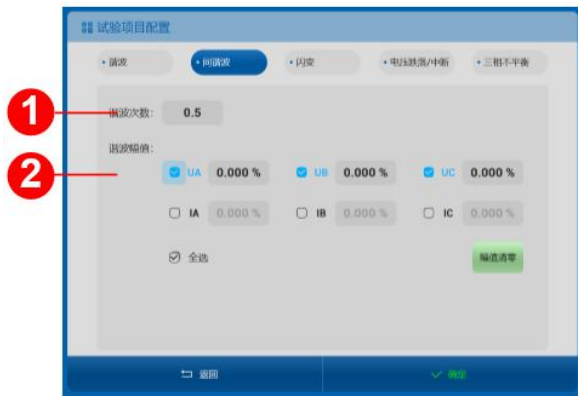 试验项目配置
• 谐波 • 间谐波 • 闪变 • 电压跌落/中断 • 三相不平衡
1
谐波次数: 0.5
谐波幅值:
2
UA 0.000 % UB 0.000 % UC 0.000 %
IA 0.000 % IB 0.000 % IC 0.000 %
全选 幅值清零
返回 确定